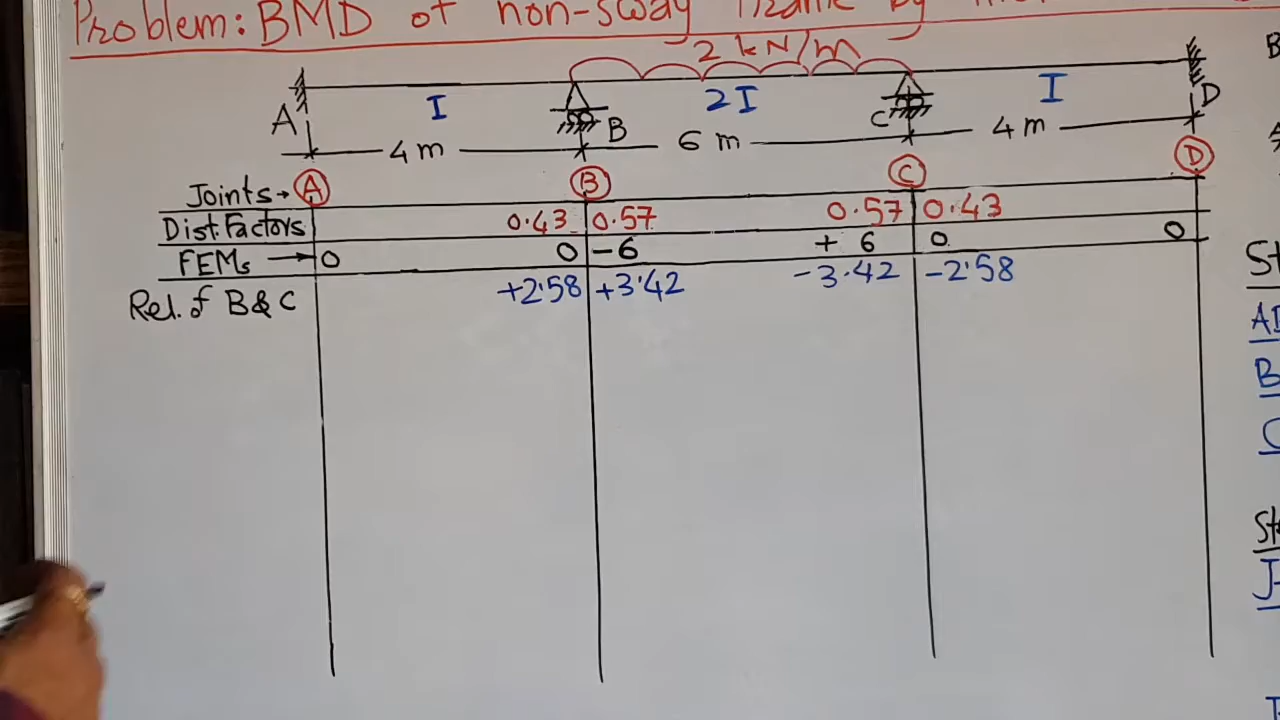 Problem: BMD of non-sway frame by
2 kN/m
I 2I I
A B C D
4 m 6 m 4 m
Joints→ A B C D
Dist.Factors 0.43 0.57 0.57 0.43
FEMs → 0 0 -6 + 6 0 0
Rel. of B & C +2.58 +3.42 -3.42 -2.58